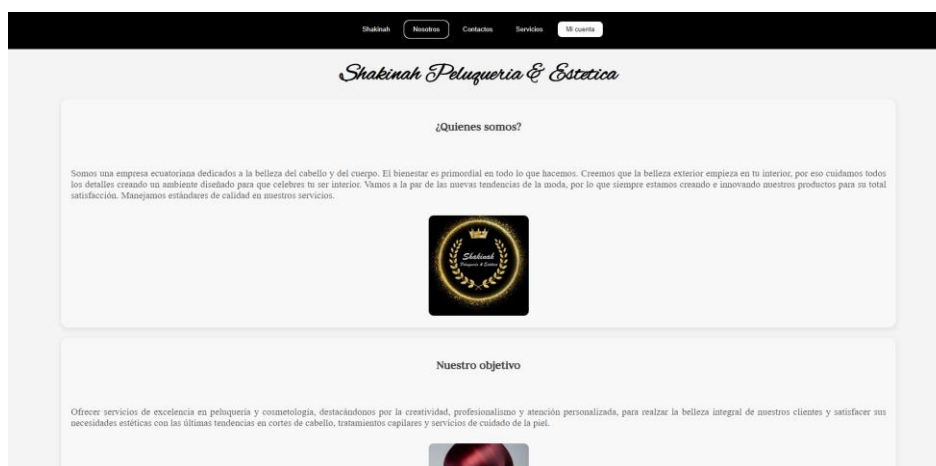 Shakinah Nosotros Contactos Servicios Mi cuenta
Shakinah Peluqueria & Estetica
¿Quienes somos?
Somos una empresa ecuatoriana dedicados a la belleza del cabello y del cuerpo. El bienestar es primordial en todo lo que hacemos. Creemos que la belleza exterior empieza en tu interior, por eso cuidamos todos
los detalles creando un ambiente diseñado para que celebres tu ser interior. Vamos a la par de las nuevas tendencias de la moda, por lo que siempre estamos creando e innovando nuestros productos para su total
satisfacción. Manejamos estándares de calidad en nuestros servicios.
Shakinah
Peluqueria & Estetica
Nuestro objetivo
Ofrecer servicios de excelencia en peluquería y cosmetología, destacándonos por la creatividad, profesionalismo y atención personalizada, para realzar la belleza integral de nuestros clientes y satisfacer sus
necesidades estéticas con las últimas tendencias en cortes de cabello, tratamientos capilares y servicios de cuidado de la piel.